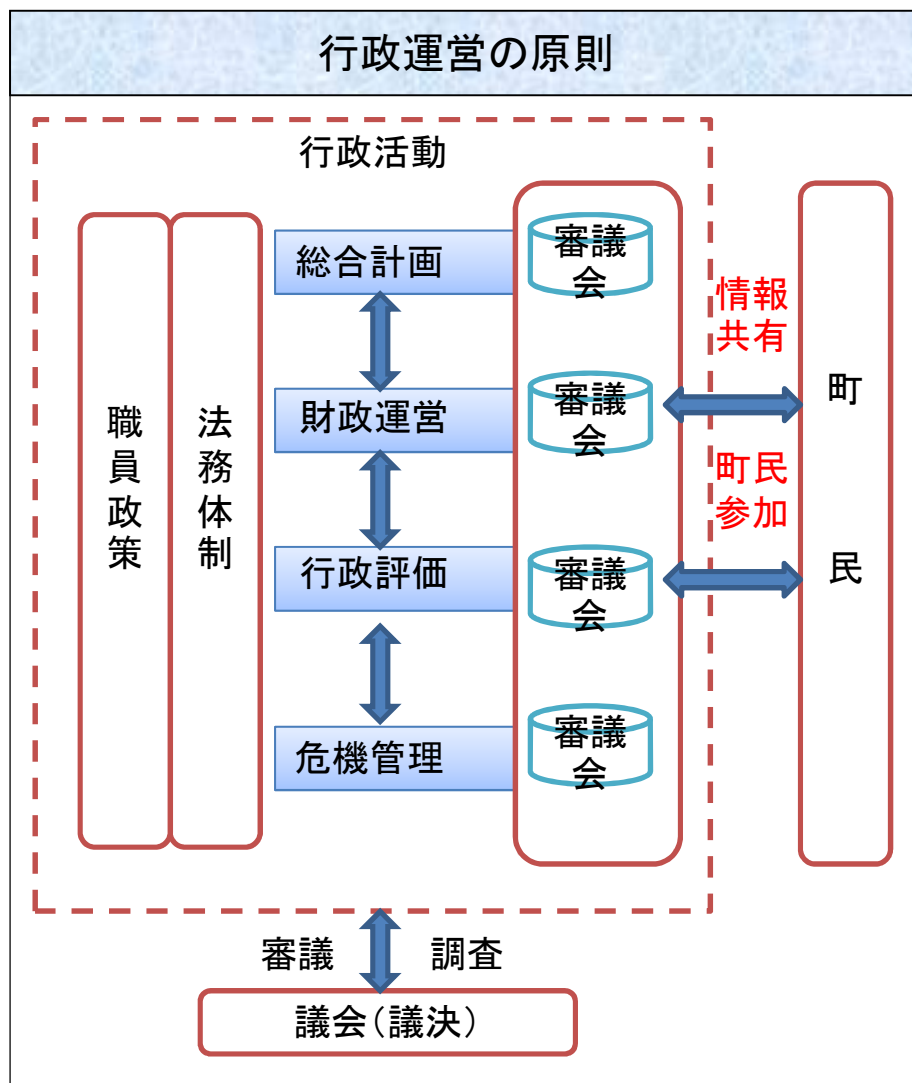 行政運営の原則
行政活動
職員政策
法務体制
総合計画
審議
会
財政運営
審議
会
行政評価
審議
会
危機管理
審議
会
情報
共有
町民
参加
町民
審議 調査
議会(議決)